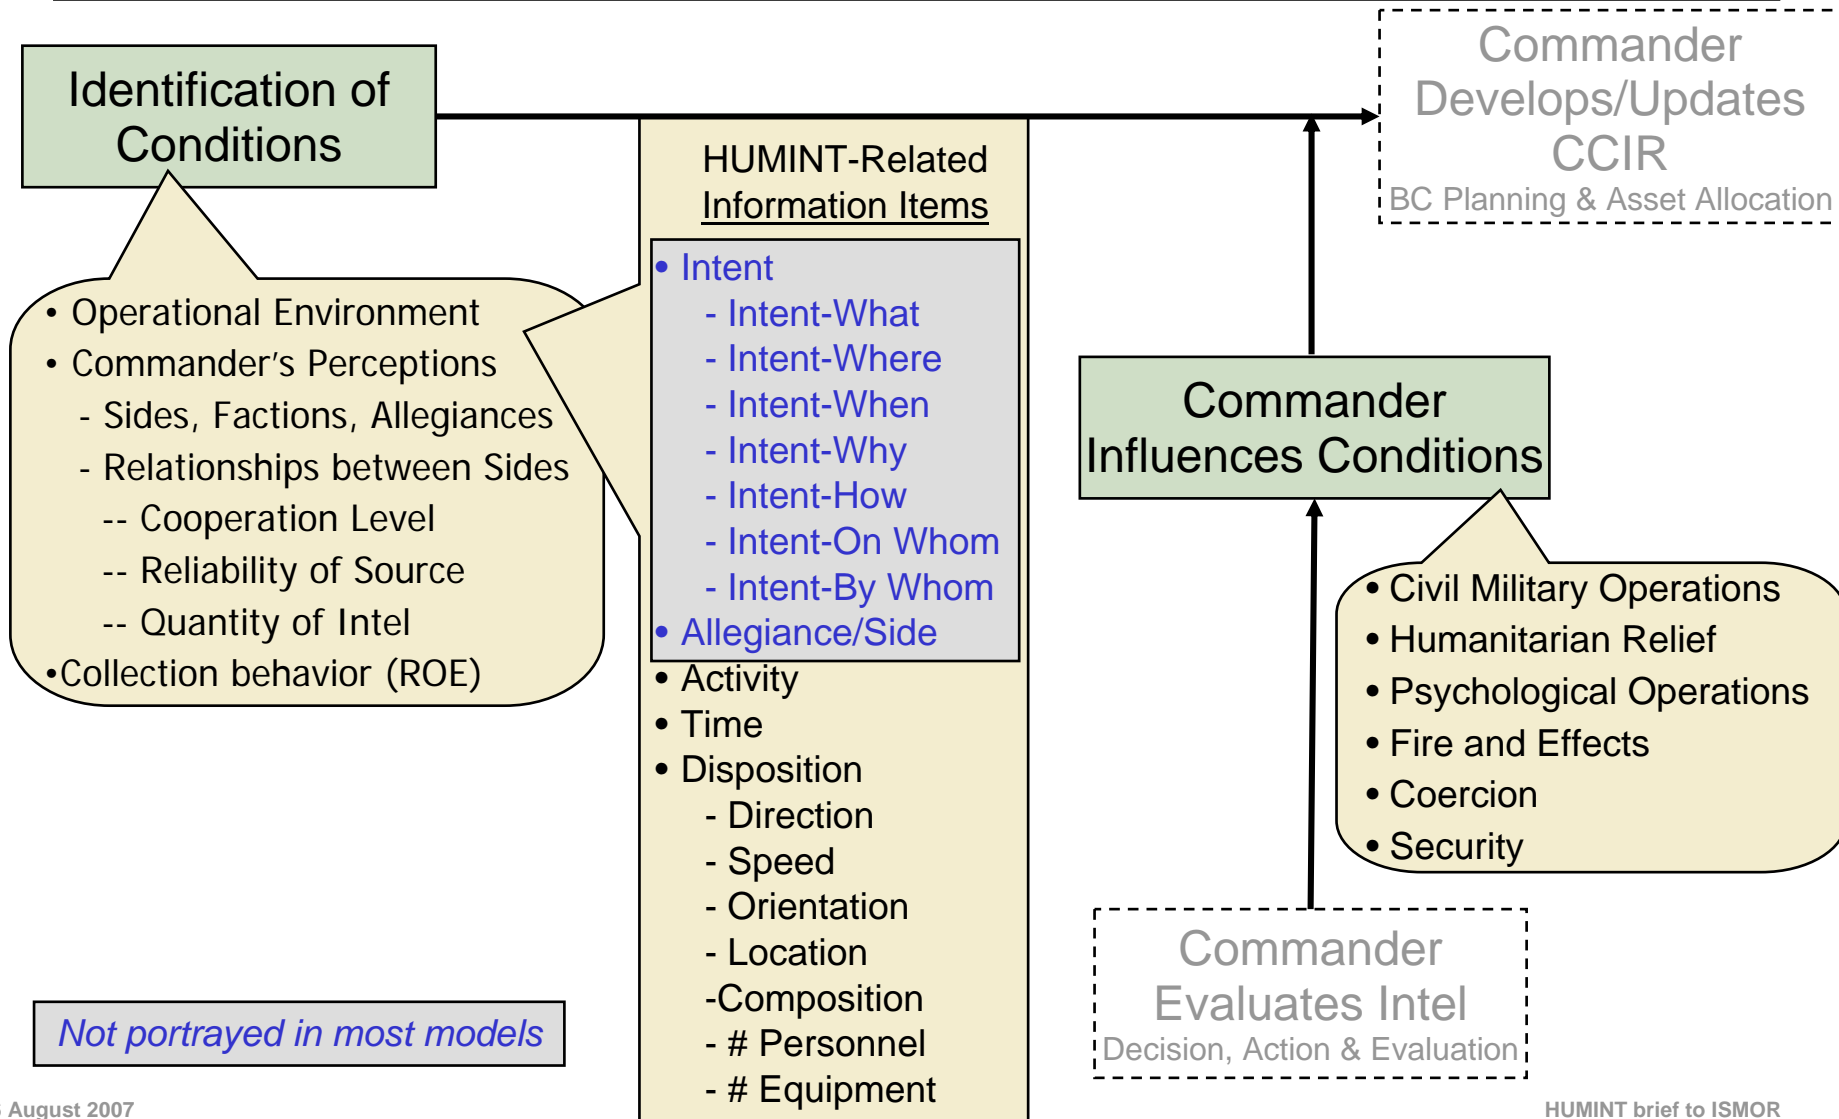 Identification of
Conditions
Commander
Develops/Updates
CCIR
BC Planning & Asset Allocation
HUMINT-Related
Information Items
• Operational Environment
• Commander's Perceptions
- Sides, Factions, Allegiances
- Relationships between Sides
-- Cooperation Level
-- Reliability of Source
-- Quantity of Intel
•Collection behavior (ROE)
• Intent
- Intent-What
- Intent-Where
- Intent-When
- Intent-Why
- Intent-How
- Intent-On Whom
- Intent-By Whom
• Allegiance/Side
• Activity
• Time
• Disposition
- Direction
- Speed
- Orientation
- Location
-Composition
- # Personnel
- # Equipment
Commander
Influences Conditions
• Civil Military Operations
• Humanitarian Relief
• Psychological Operations
• Fire and Effects
• Coercion
• Security
Commander
Evaluates Intel
Decision, Action & Evaluation
Not portrayed in most models
August 2007
HUMINT brief to ISMOR